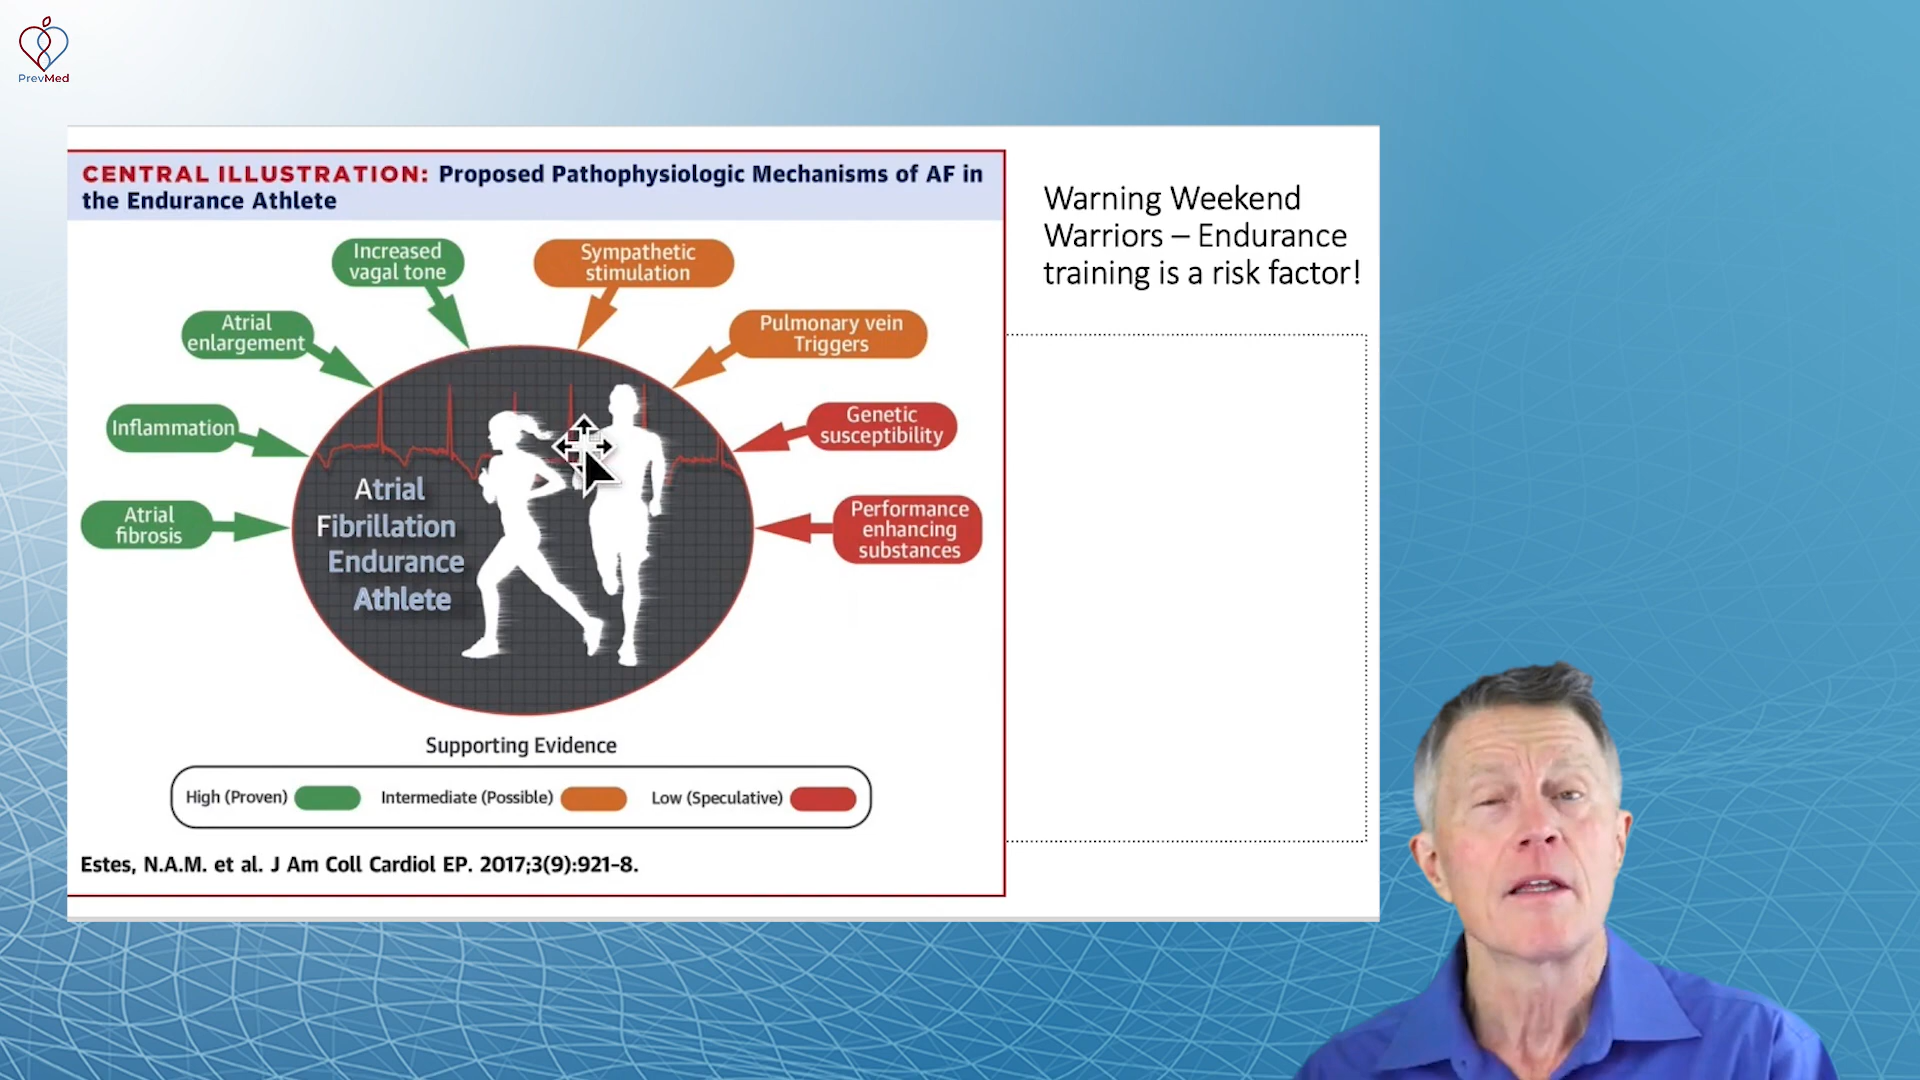 PrevMed
CENTRAL ILLUSTRATION: Proposed Pathophysiologic Mechanisms of AF in
the Endurance Athlete
Increased
vagal tone
Sympathetic
stimulation
Atrial
enlargement
Pulmonary vein
Triggers
Inflammation
Genetic
susceptibility
Atrial
fibrosis
Performance
enhancing
substances
Atrial
Fibrillation
Endurance
Athlete
Supporting Evidence
High (Proven)
Intermediate (Possible)
Low (Speculative)
Estes, N.A.M. et al. J Am Coll Cardiol EP. 2017;3(9):921-8.
Warning Weekend
Warriors – Endurance
training is a risk factor!